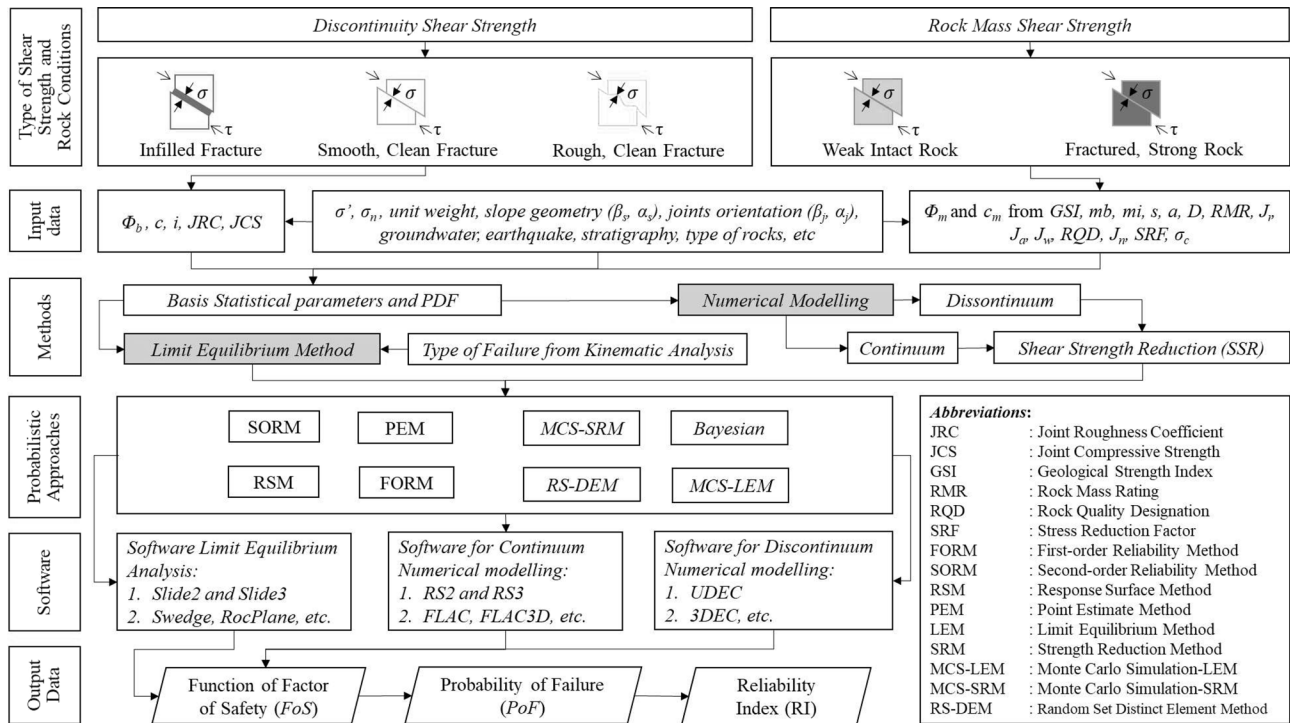 Type of Shear
Strength and
Rock Conditions
Discontinuity Shear Strength
Rock Mass Shear Strength
σ
τ
Infilled Fracture
σ
τ
Smooth, Clean Fracture
σ
τ
Rough, Clean Fracture
σ
τ
Weak Intact Rock
σ
τ
Fractured, Strong Rock
Input
data
Φb , c, i, JRC, JCS
σ', σn , unit weight, slope geometry (βs, αs), joints orientation (βj, αj),
groundwater, earthquake, stratigraphy, type of rocks, etc
Φm and cm from GSI, mb, mi, s, a, D, RMR, Jr,
Ja, Jw, RQD, Jn, SRF, σc
Methods
Basis Statistical parameters and PDF
Numerical Modelling
Dissontinuum
Limit Equilibrium Method
Type of Failure from Kinematic Analysis
Continuum
Shear Strength Reduction (SSR)
Probabilistic
Approaches
SORM
PEM
MCS-SRM
Bayesian
RSM
FORM
RS-DEM
MCS-LEM
Software
Software Limit Equilibrium
Analysis:
1. Slide2 and Slide3
2. Swedge, RocPlane, etc.
Software for Continuum
Numerical modelling:
1. RS2 and RS3
2. FLAC, FLAC3D, etc.
Software for Discontinuum
Numerical modelling:
1. UDEC
2. 3DEC, etc.
Output
Data
Function of Factor
of Safety (FoS)
Probability of Failure
(PoF)
Reliability
Index (RI)
Abbreviations:
JRC : Joint Roughness Coefficient
JCS : Joint Compressive Strength
GSI : Geological Strength Index
RMR : Rock Mass Rating
RQD : Rock Quality Designation
SRF : Stress Reduction Factor
FORM : First-order Reliability Method
SORM : Second-order Reliability Method
RSM : Response Surface Method
PEM : Point Estimate Method
LEM : Limit Equilibrium Method
SRM : Strength Reduction Method
MCS-LEM : Monte Carlo Simulation-LEM
MCS-SRM : Monte Carlo Simulation-SRM
RS-DEM : Random Set Distinct Element Method